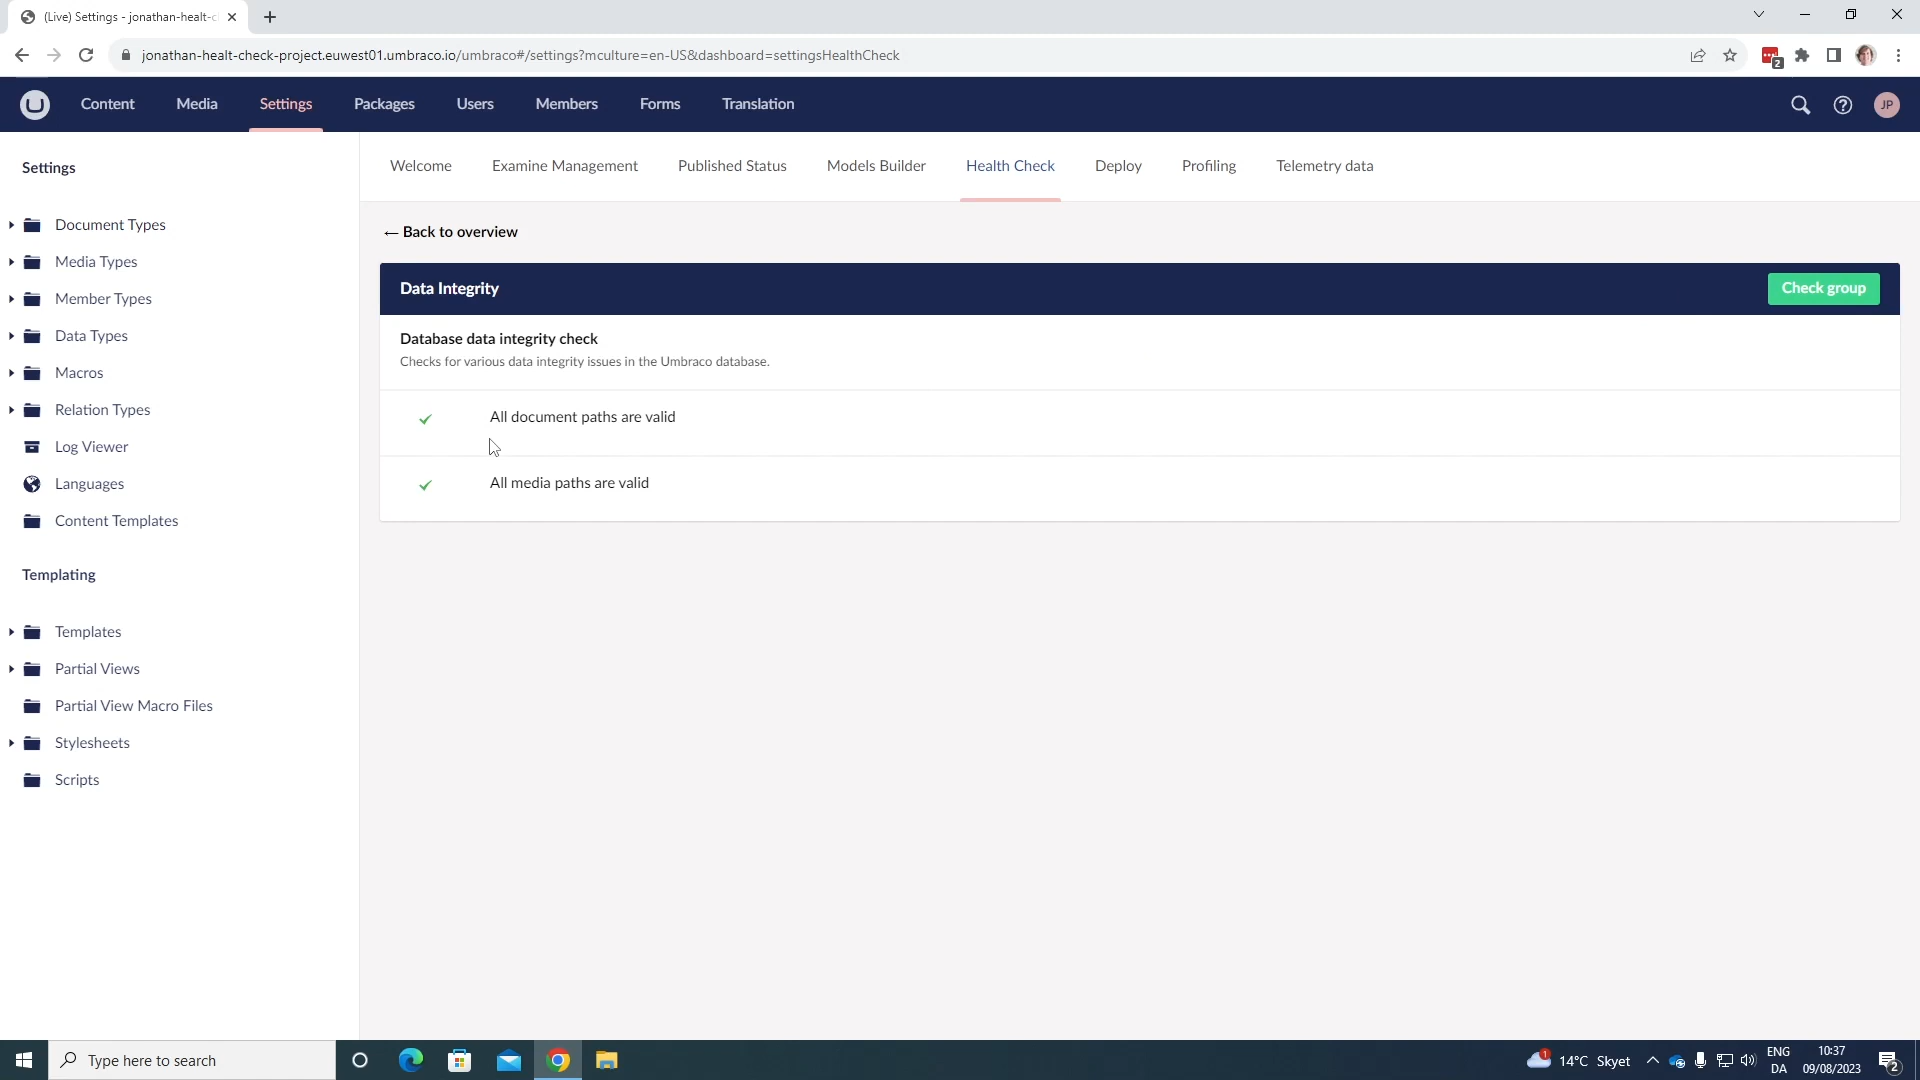 (Live) Settings - jonathan-healt-c
jonathan-healt-check-project.euwest01.umbraco.io/umbraco#/settings?mculture=en-US&dashboard=settingsHealthCheck
2
Content
Media
Settings
Packages
Users
Members
Forms
Translation
JP
Settings
Document Types
Media Types
Member Types
Data Types
Macros
Relation Types
Log Viewer
Languages
Content Templates
Templating
Templates
Partial Views
Partial View Macro Files
Stylesheets
Scripts
Welcome
Examine Management
Published Status
Models Builder
Health Check
Deploy
Profiling
Telemetry data
← Back to overview
Data Integrity
Check group
Database data integrity check
Checks for various data integrity issues in the Umbraco database.
All document paths are valid
All media paths are valid
Type here to search
1
14°C Skyet
ENG
DA
10:37
09/08/2023
2